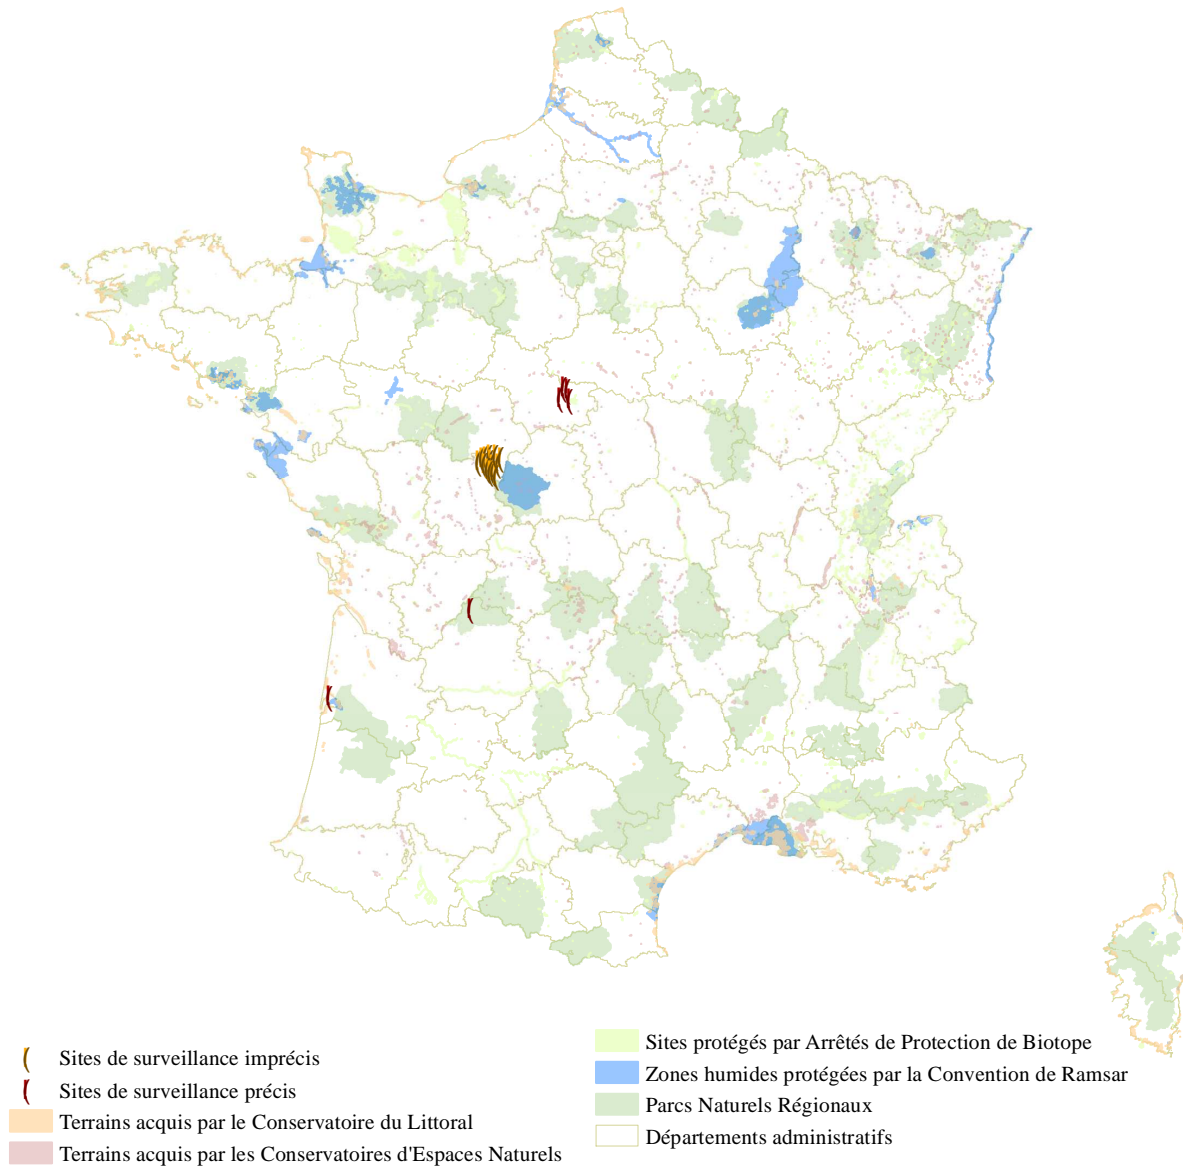 Sites de surveillance imprécis
Sites de surveillance précis
Terrains acquis par le Conservatoire du Littoral
Terrains acquis par les Conservatoires d'Espaces Naturels
Sites protégés par Arrêtés de Protection de Biotope
Zones humides protégées par la Convention de Ramsar
Parcs Naturels Régionaux
Départements administratifs